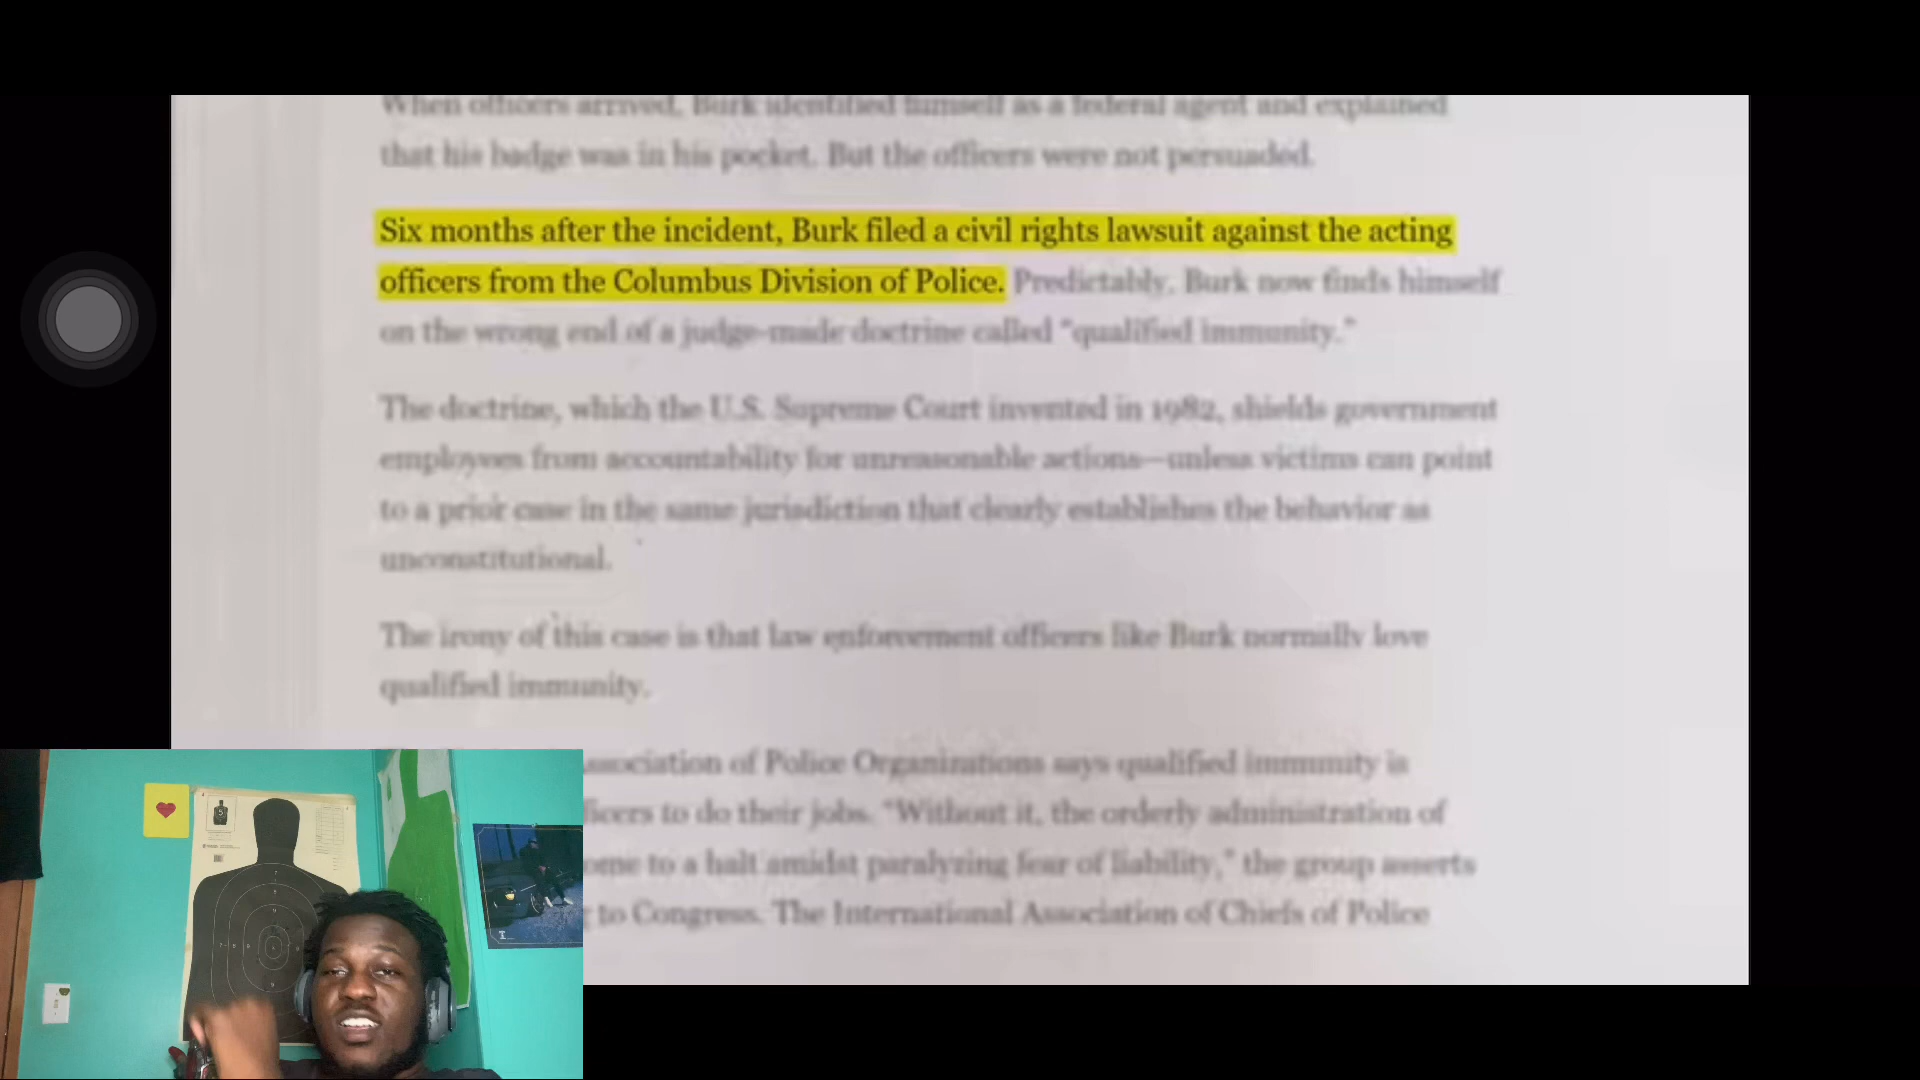 When officers arrived, Burk identified himself as a federal agent and explained
that his badge was in his pocket. But the officers were not persuaded.
Six months after the incident, Burk filed a civil rights lawsuit against the acting
officers from the Columbus Division of Police. Predictably, Burk now finds himself
on the wrong end of a judge-made doctrine called “qualified immunity.”
The doctrine, which the U.S. Supreme Court invented in 1982, shields government
employees from accountability for unreasonable actions—unless victims can point
to a prior case in the same jurisdiction that clearly establishes the behavior as
unconstitutional.
The irony of this case is that law enforcement officers like Burk normally love
qualified immunity.
ssociation of Police Organizations says qualified immunity is
ficers to do their jobs. “Without it, the orderly administration of
ome to a halt amidst paralyzing fear of liability,” the group asserts
to Congress. The International Association of Chiefs of Police